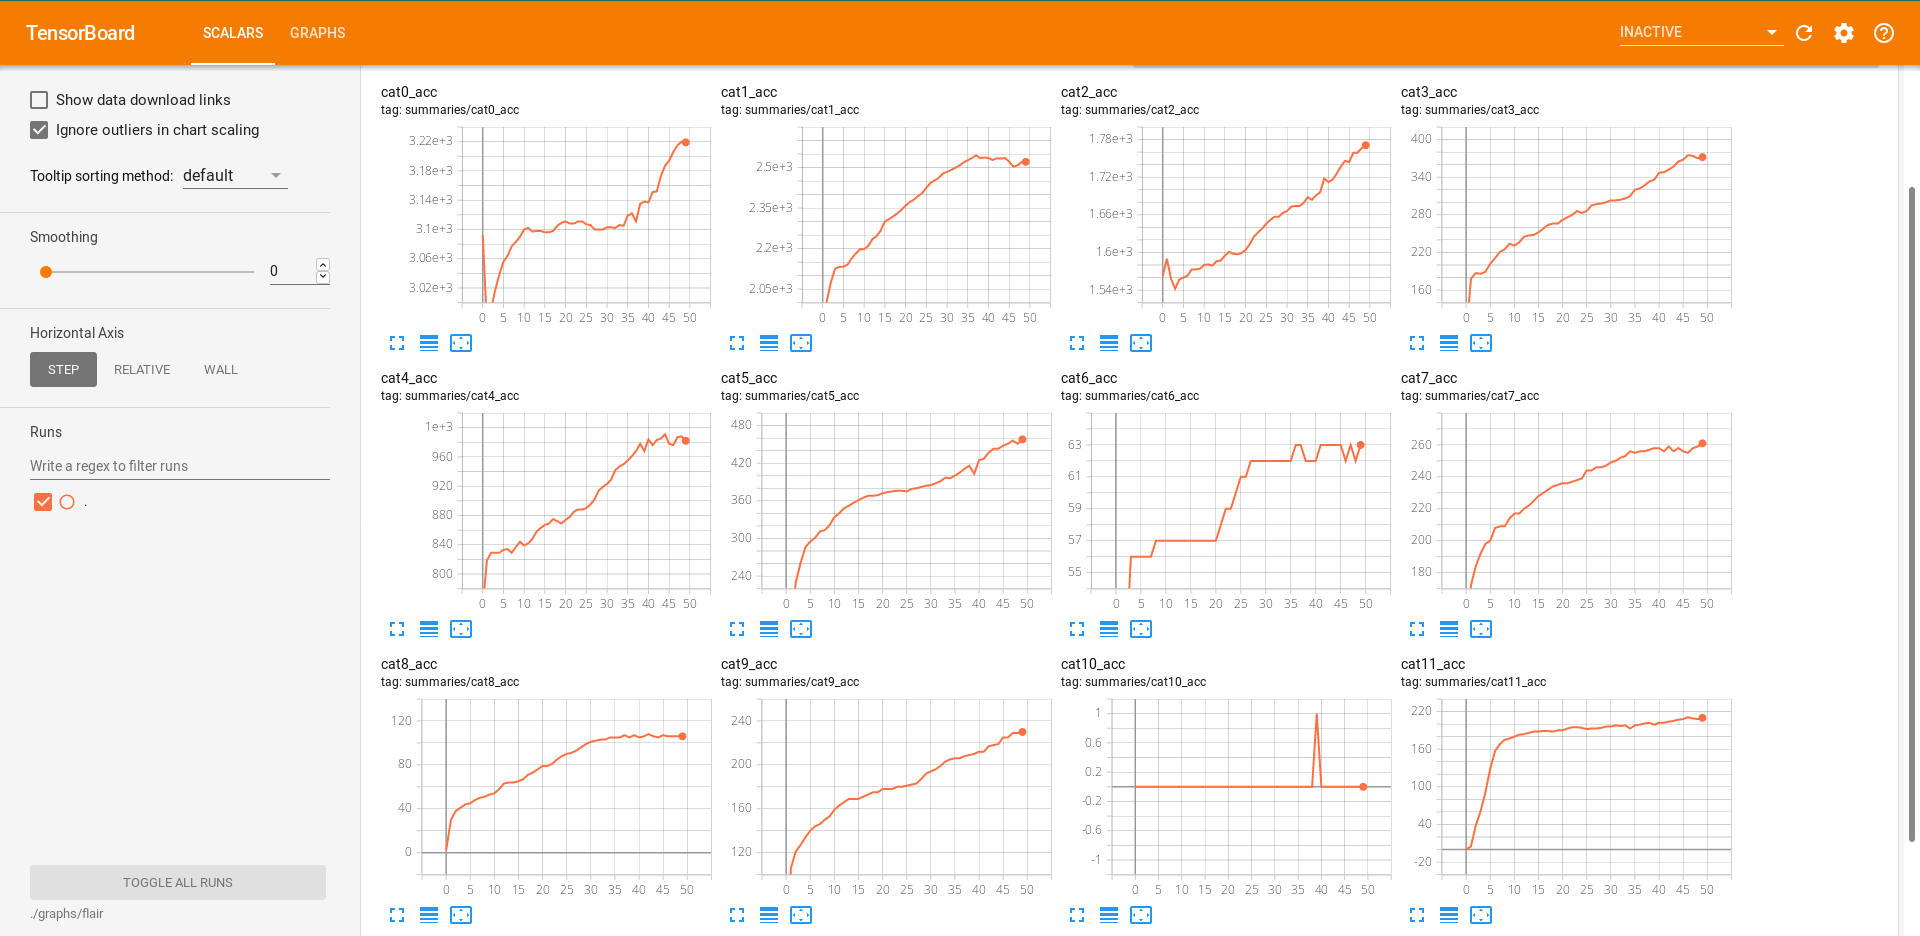 TensorBoard SCALARS GRAPHS INACTIVE
Show data download links
Ignore outliers in chart scaling
Tooltip sorting method: default
Smoothing
0
Horizontal Axis
STEP RELATIVE WALL
Runs
Write a regex to filter runs
.
TOGGLE ALL RUNS
./graphs/flair
cat0_acc
tag: summaries/cat0_acc
3.22e+3
3.18e+3
3.14e+3
3.1e+3
3.06e+3
3.02e+3
0 5 10 15 20 25 30 35 40 45 50
cat1_acc
tag: summaries/cat1_acc
2.5e+3
2.35e+3
2.2e+3
2.05e+3
0 5 10 15 20 25 30 35 40 45 50
cat2_acc
tag: summaries/cat2_acc
1.78e+3
1.72e+3
1.66e+3
1.6e+3
1.54e+3
0 5 10 15 20 25 30 35 40 45 50
cat3_acc
tag: summaries/cat3_acc
400
340
280
220
160
0 5 10 15 20 25 30 35 40 45 50
cat4_acc
tag: summaries/cat4_acc
1e+3
960
920
880
840
800
0 5 10 15 20 25 30 35 40 45 50
cat5_acc
tag: summaries/cat5_acc
480
420
360
300
240
0 5 10 15 20 25 30 35 40 45 50
cat6_acc
tag: summaries/cat6_acc
63
61
59
57
55
0 5 10 15 20 25 30 35 40 45 50
cat7_acc
tag: summaries/cat7_acc
260
240
220
200
180
0 5 10 15 20 25 30 35 40 45 50
cat8_acc
tag: summaries/cat8_acc
120
80
40
0
0 5 10 15 20 25 30 35 40 45 50
cat9_acc
tag: summaries/cat9_acc
240
200
160
120
0 5 10 15 20 25 30 35 40 45 50
cat10_acc
tag: summaries/cat10_acc
1
0.6
0.2
-0.2
-0.6
-1
0 5 10 15 20 25 30 35 40 45 50
cat11_acc
tag: summaries/cat11_acc
220
160
100
40
-20
0 5 10 15 20 25 30 35 40 45 50